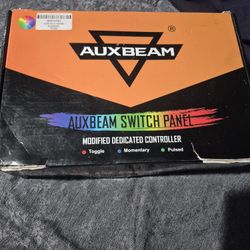 ®
AUXBEAM
AUXBEAM SWITCH PANEL
MODIFIED DEDICATED CONTROLLER
Toggle Momentary Pulsed